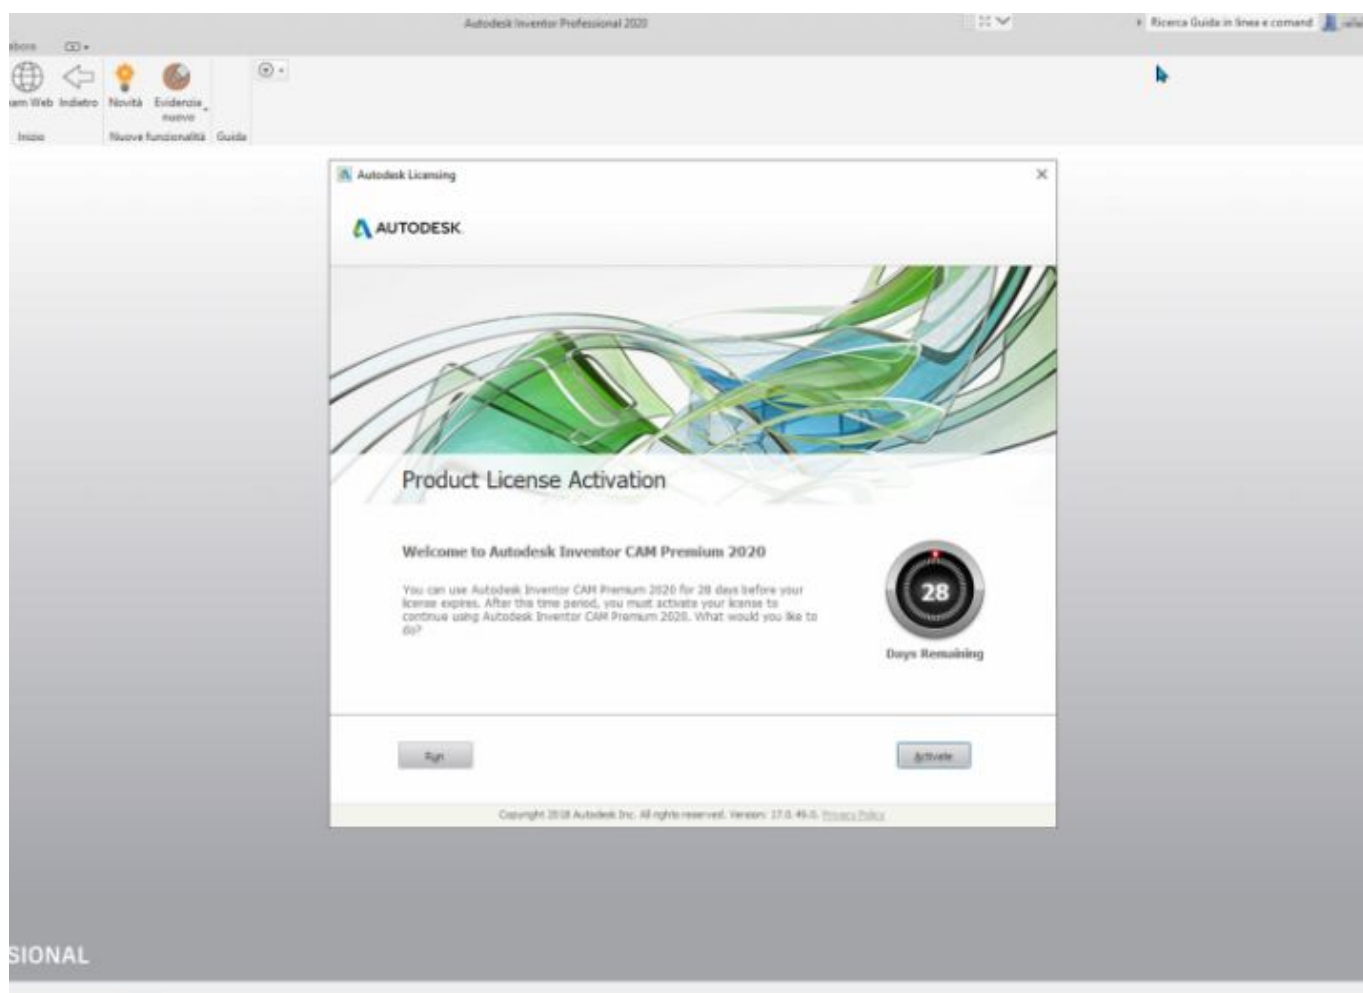 Autodesk Inventor Professional 2020
Ricerca Guida in linea e comand
Web Indietro Novità Evidenzia
nuovo
Inizio Nuove funzionalità Guida
Autodesk Licensing
AUTODESK
Product License Activation
Welcome to Autodesk Inventor CAM Premium 2020
You can use Autodesk Inventor CAM Premium 2020 for 28 days before your
license expires. After this time period, you must activate your license to
continue using Autodesk Inventor CAM Premium 2020. What would you like to
do?
28
Days Remaining
Run Activate
Copyright 2018 Autodesk Inc. All rights reserved. Version: 17.0.49.0. Privacy Policy
SIONAL